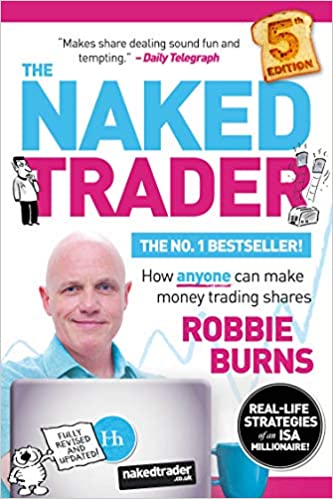 "Makes share dealing sound fun and
tempting." – Daily Telegraph
5th
EDITION
THE
NAKED
TRADER
THE NO. 1 BESTSELLER!
How anyone can make
money trading shares
ROBBIE
BURNS
REAL-LIFE
STRATEGIES
of an ISA
MILLIONAIRE!
FULLY
REVISED
AND
UPDATED!
Hh
nakedtrader
.co.uk